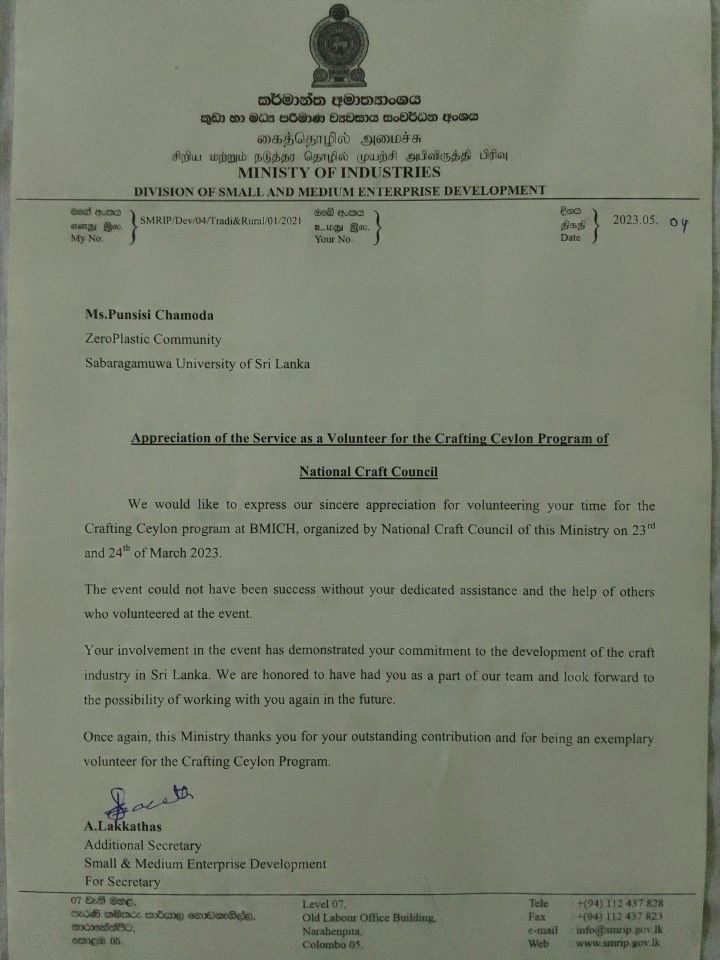 කර්මාන්ත අමාත්‍යාංශය
කුඩා හා මධ්‍ය පරිමාණ ව්‍යවසාය සංවර්ධන අංශය
கைத்தொழில் அமைச்சு
சிறிய மற்றும் நடுத்தர தொழில் முயற்சி அபிவிருத்தி பிரிவு
MINISTY OF INDUSTRIES
DIVISION OF SMALL AND MEDIUM ENTERPRISE DEVELOPMENT
මගේ අංකය
எனது இல.
My No.
SMRIP/Dev/04/Tradi&Rural/01/2021
ඔබේ අංකය
உமது இல.
Your No.
දිනය
திகதி
Date
2023.05. 04
Ms.Punsisi Chamoda
ZeroPlastic Community
Sabaragamuwa University of Sri Lanka
Appreciation of the Service as a Volunteer for the Crafting Ceylon Program of
National Craft Council
We would like to express our sincere appreciation for volunteering your time for the
Crafting Ceylon program at BMICH, organized by National Craft Council of this Ministry on 23rd
and 24th of March 2023.
The event could not have been success without your dedicated assistance and the help of others
who volunteered at the event.
Your involvement in the event has demonstrated your commitment to the development of the craft
industry in Sri Lanka. We are honored to have had you as a part of our team and look forward to
the possibility of working with you again in the future.
Once again, this Ministry thanks you for your outstanding contribution and for being an exemplary
volunteer for the Crafting Ceylon Program.
A.Lakkathas
Additional Secretary
Small & Medium Enterprise Development
For Secretary
07 වැනි මහල,
පැරණි කම්කරු කාර්යාල ගොඩනැගිල්ල,
නාරාහේන්පිට,
කොළඹ 05.
Level 07.
Old Labour Office Building,
Narahenpita,
Colombo 05.
Tele : +(94) 112 437 828
Fax : +(94) 112 437 823
e-mail : info@smrip.gov.lk
Web : www.smrip.gov.lk